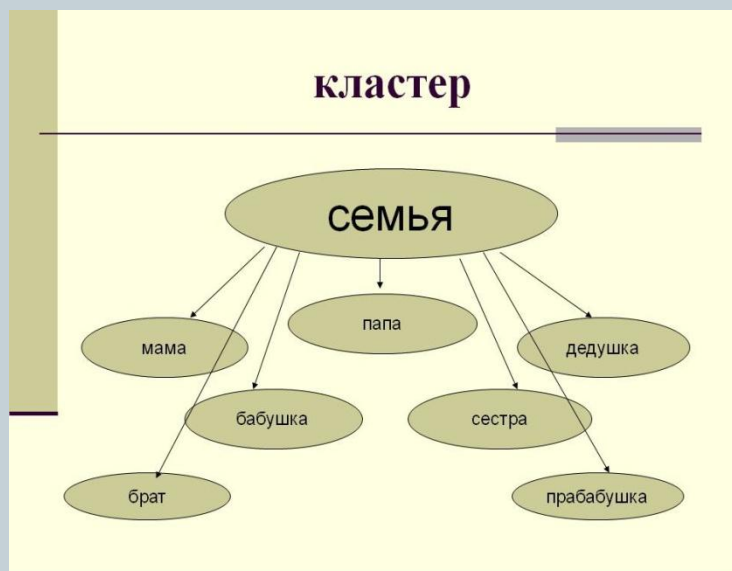 кластер
семья
папа
мама
дедушка
бабушка
сестра
брат
прабабушка